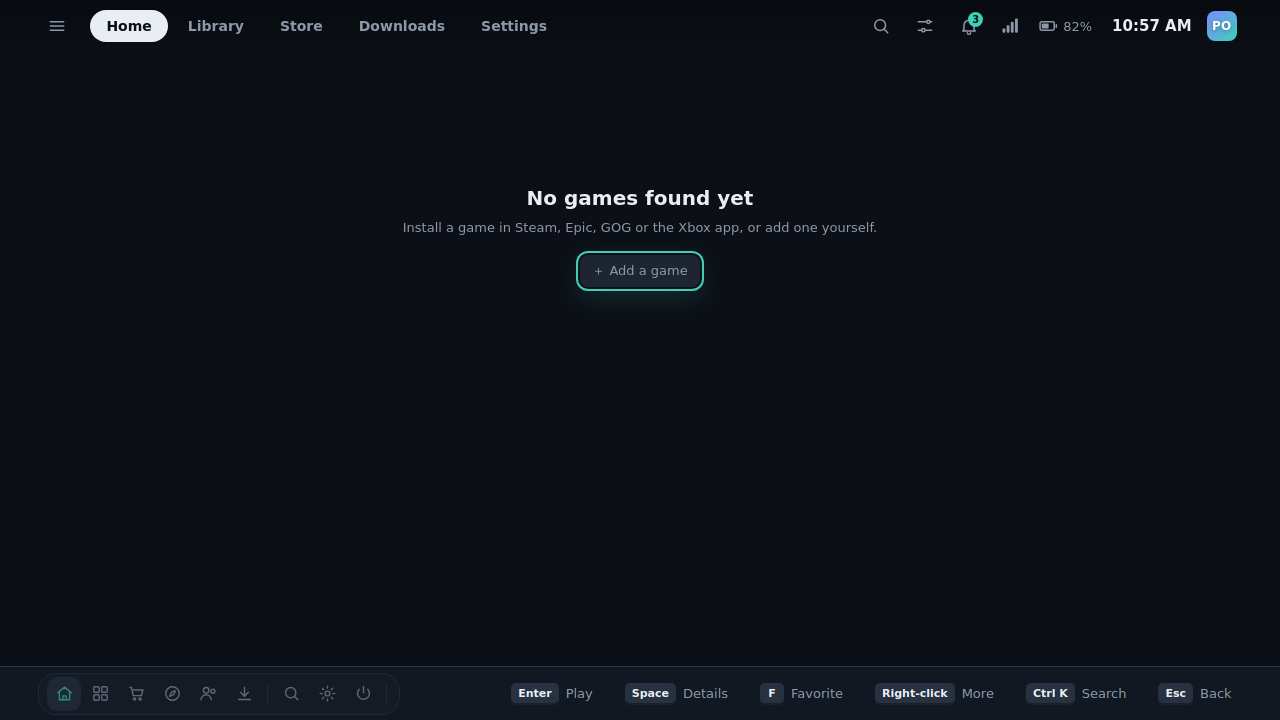 Home Library Store Downloads Settings 3 82% 10:57 AM PO
No games found yet
Install a game in Steam, Epic, GOG or the Xbox app, or add one yourself.
+ Add a game
Enter Play Space Details F Favorite Right-click More Ctrl K Search Esc Back